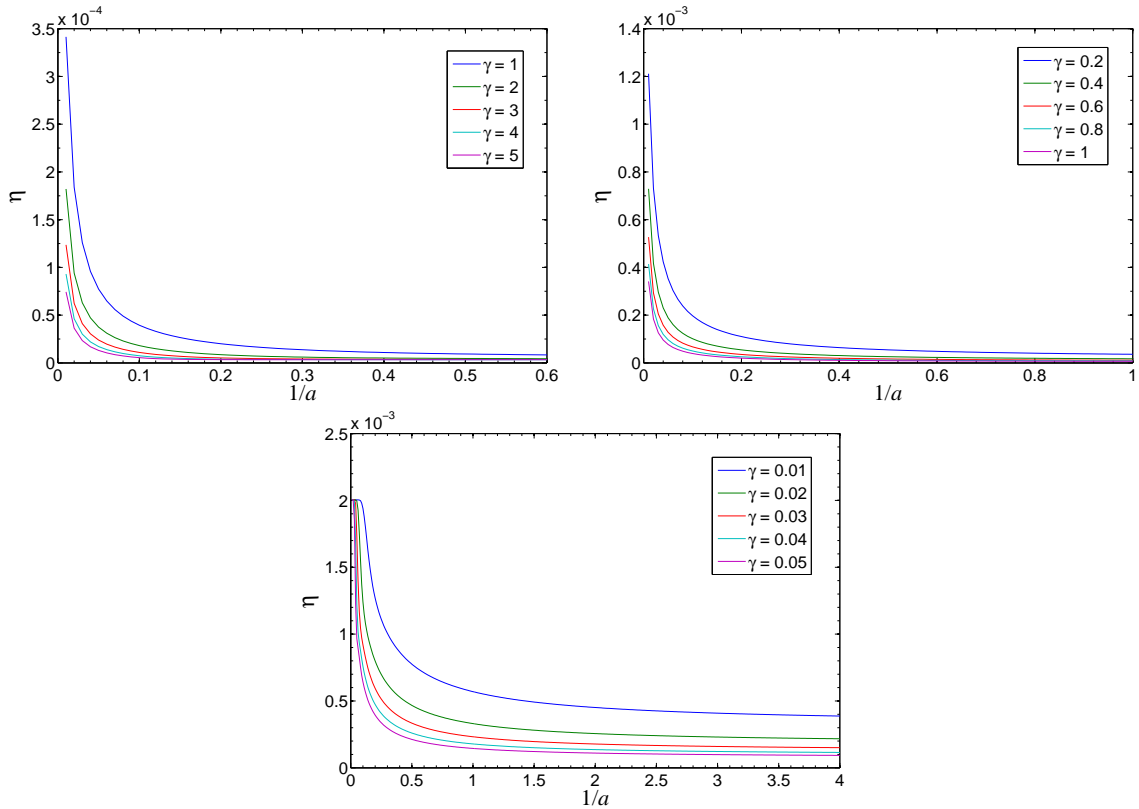 x 10⁻⁴
3.5
3
2.5
2
1.5
1
0.5
0
η
0 0.1 0.2 0.3 0.4 0.5 0.6
1/a
γ = 1
γ = 2
γ = 3
γ = 4
γ = 5
x 10⁻³
1.4
1.2
1
0.8
0.6
0.4
0.2
0
η
0 0.2 0.4 0.6 0.8 1
1/a
γ = 0.2
γ = 0.4
γ = 0.6
γ = 0.8
γ = 1
x 10⁻³
2.5
2
1.5
1
0.5
0
η
0 0.5 1 1.5 2 2.5 3 3.5 4
1/a
γ = 0.01
γ = 0.02
γ = 0.03
γ = 0.04
γ = 0.05